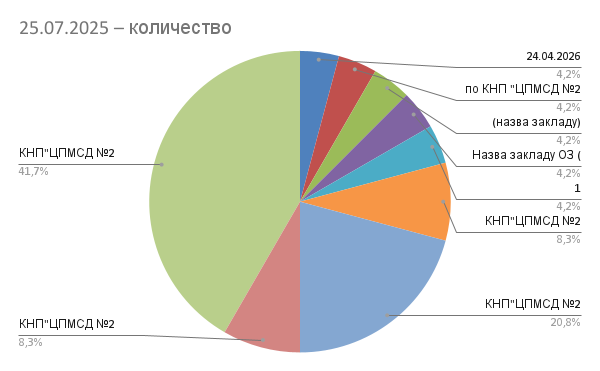 25.07.2025 – количество
24.04.2026
4,2%
по КНП "ЦПМСД №2
4,2%
(назва закладу)
4,2%
Назва закладу ОЗ (
4,2%
1
4,2%
КНП"ЦПМСД №2
8,3%
КНП"ЦПМСД №2
20,8%
КНП"ЦПМСД №2
8,3%
КНП"ЦПМСД №2
41,7%